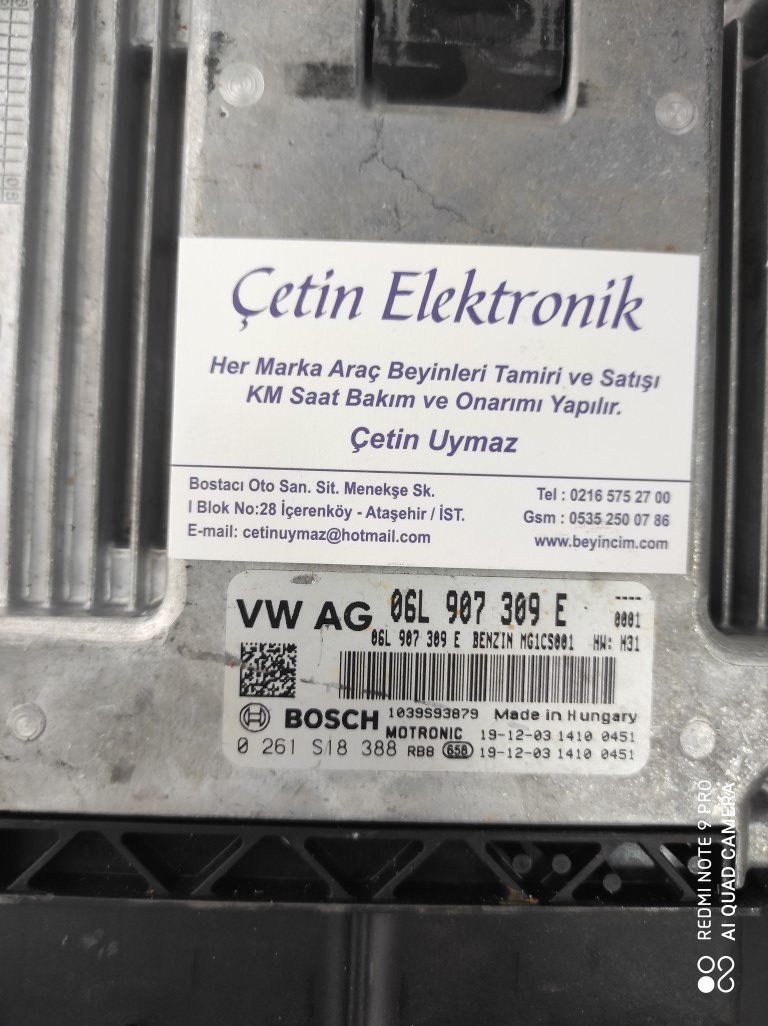 Çetin Elektronik
Her Marka Araç Beyinleri Tamiri ve Satışı
KM Saat Bakım ve Onarımı Yapılır.
Çetin Uymaz
Bostacı Oto San. Sit. Menekşe Sk.
I Blok No:28 İçerenköy - Ataşehir / İST.
E-mail: cetinuymaz@hotmail.com
Tel : 0216 575 27 00
Gsm : 0535 250 07 86
www.beyincim.com
VW AG 06L 907 309 E ---- 0001
06L 907 309 E BENZIN MG1CS001 HW: H31
BOSCH 1039S93879 Made in Hungary
MOTRONIC 19-12-03 1410 0451
0 261 S18 388 RB8 658 19-12-03 1410 0451
REDMI NOTE 9 PRO
AI QUAD CAMERA